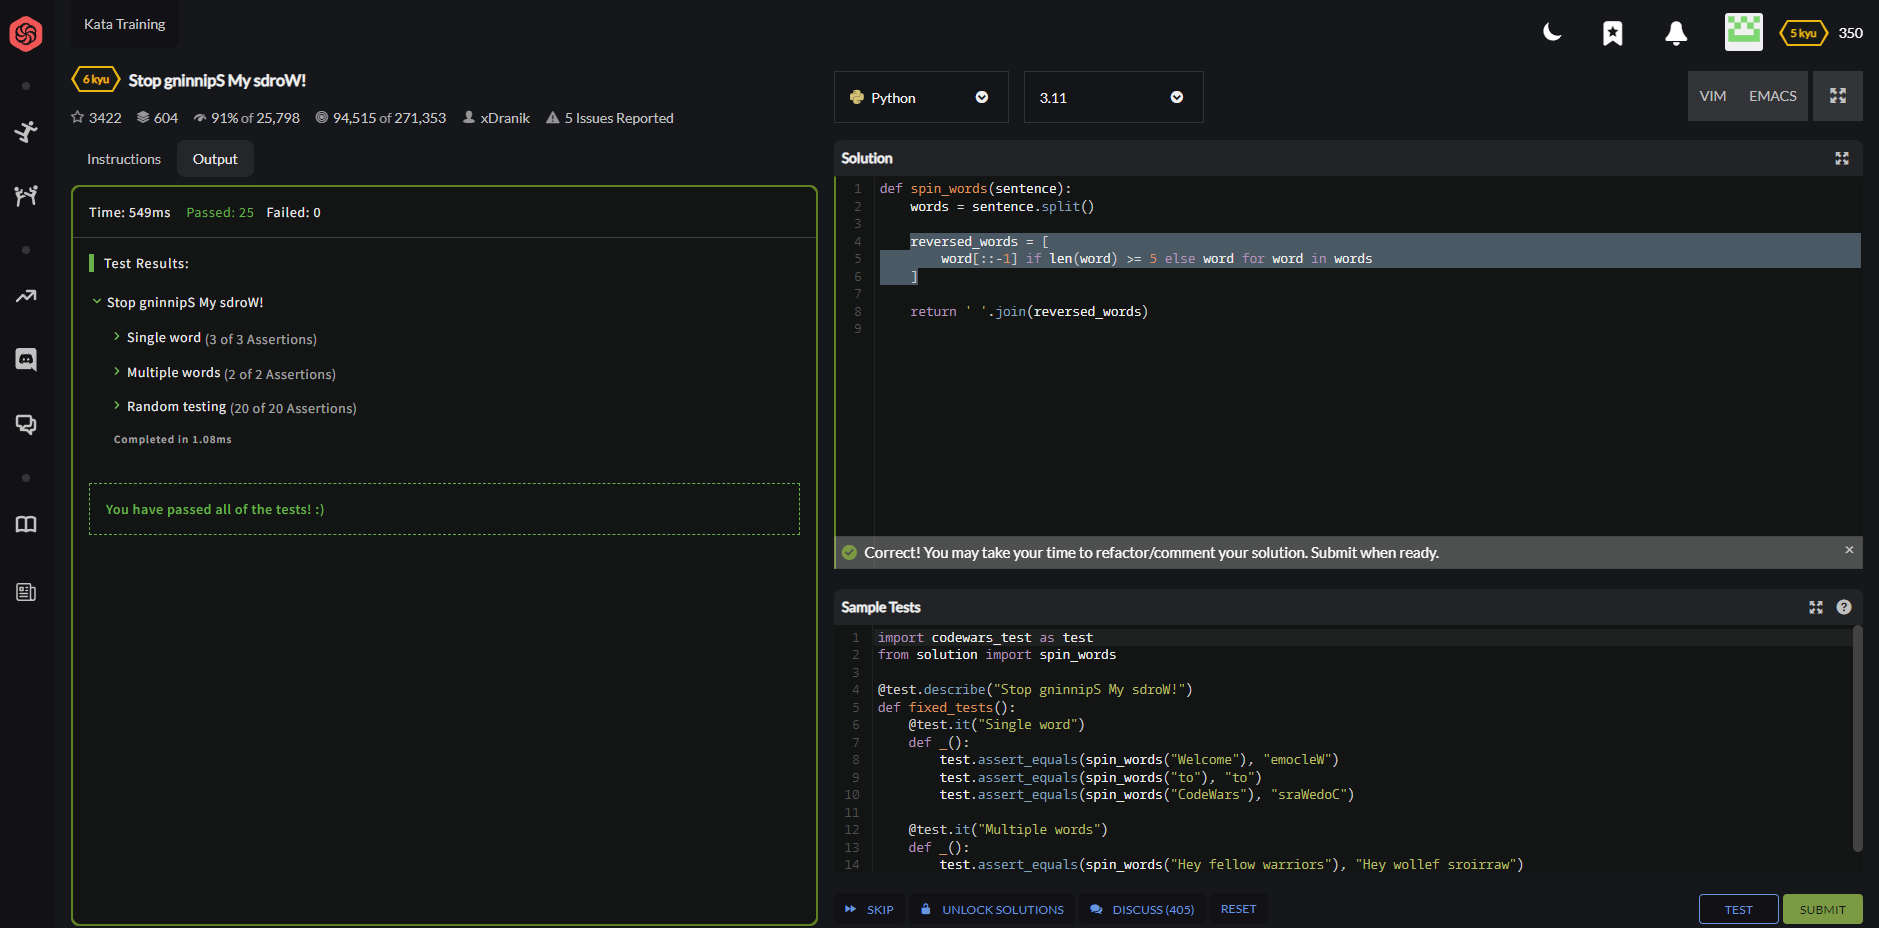 Kata Training
5 kyu 350
6 kyu Stop gninnipS My sdroW!
3422 604 91% of 25,798 94,515 of 271,353 xDranik 5 Issues Reported
Instructions Output
Time: 549ms Passed: 25 Failed: 0
Test Results:
Stop gninnipS My sdroW!
Single word (3 of 3 Assertions)
Multiple words (2 of 2 Assertions)
Random testing (20 of 20 Assertions)
Completed in 1.08ms
You have passed all of the tests! :)
Python 3.11 VIM EMACS
Solution
1 def spin_words(sentence):
2     words = sentence.split()
3
4     reversed_words = [
5         word[::-1] if len(word) >= 5 else word for word in words
6     ]
7
8     return ' '.join(reversed_words)
9
Correct! You may take your time to refactor/comment your solution. Submit when ready. ×
Sample Tests ?
1 import codewars_test as test
2 from solution import spin_words
3
4 @test.describe("Stop gninnipS My sdroW!")
5 def fixed_tests():
6     @test.it("Single word")
7     def _():
8         test.assert_equals(spin_words("Welcome"), "emocleW")
9         test.assert_equals(spin_words("to"), "to")
10         test.assert_equals(spin_words("CodeWars"), "sraWedoC")
11
12     @test.it("Multiple words")
13     def _():
14         test.assert_equals(spin_words("Hey fellow warriors"), "Hey wollef sroirraw")
SKIP UNLOCK SOLUTIONS DISCUSS (405) RESET TEST SUBMIT